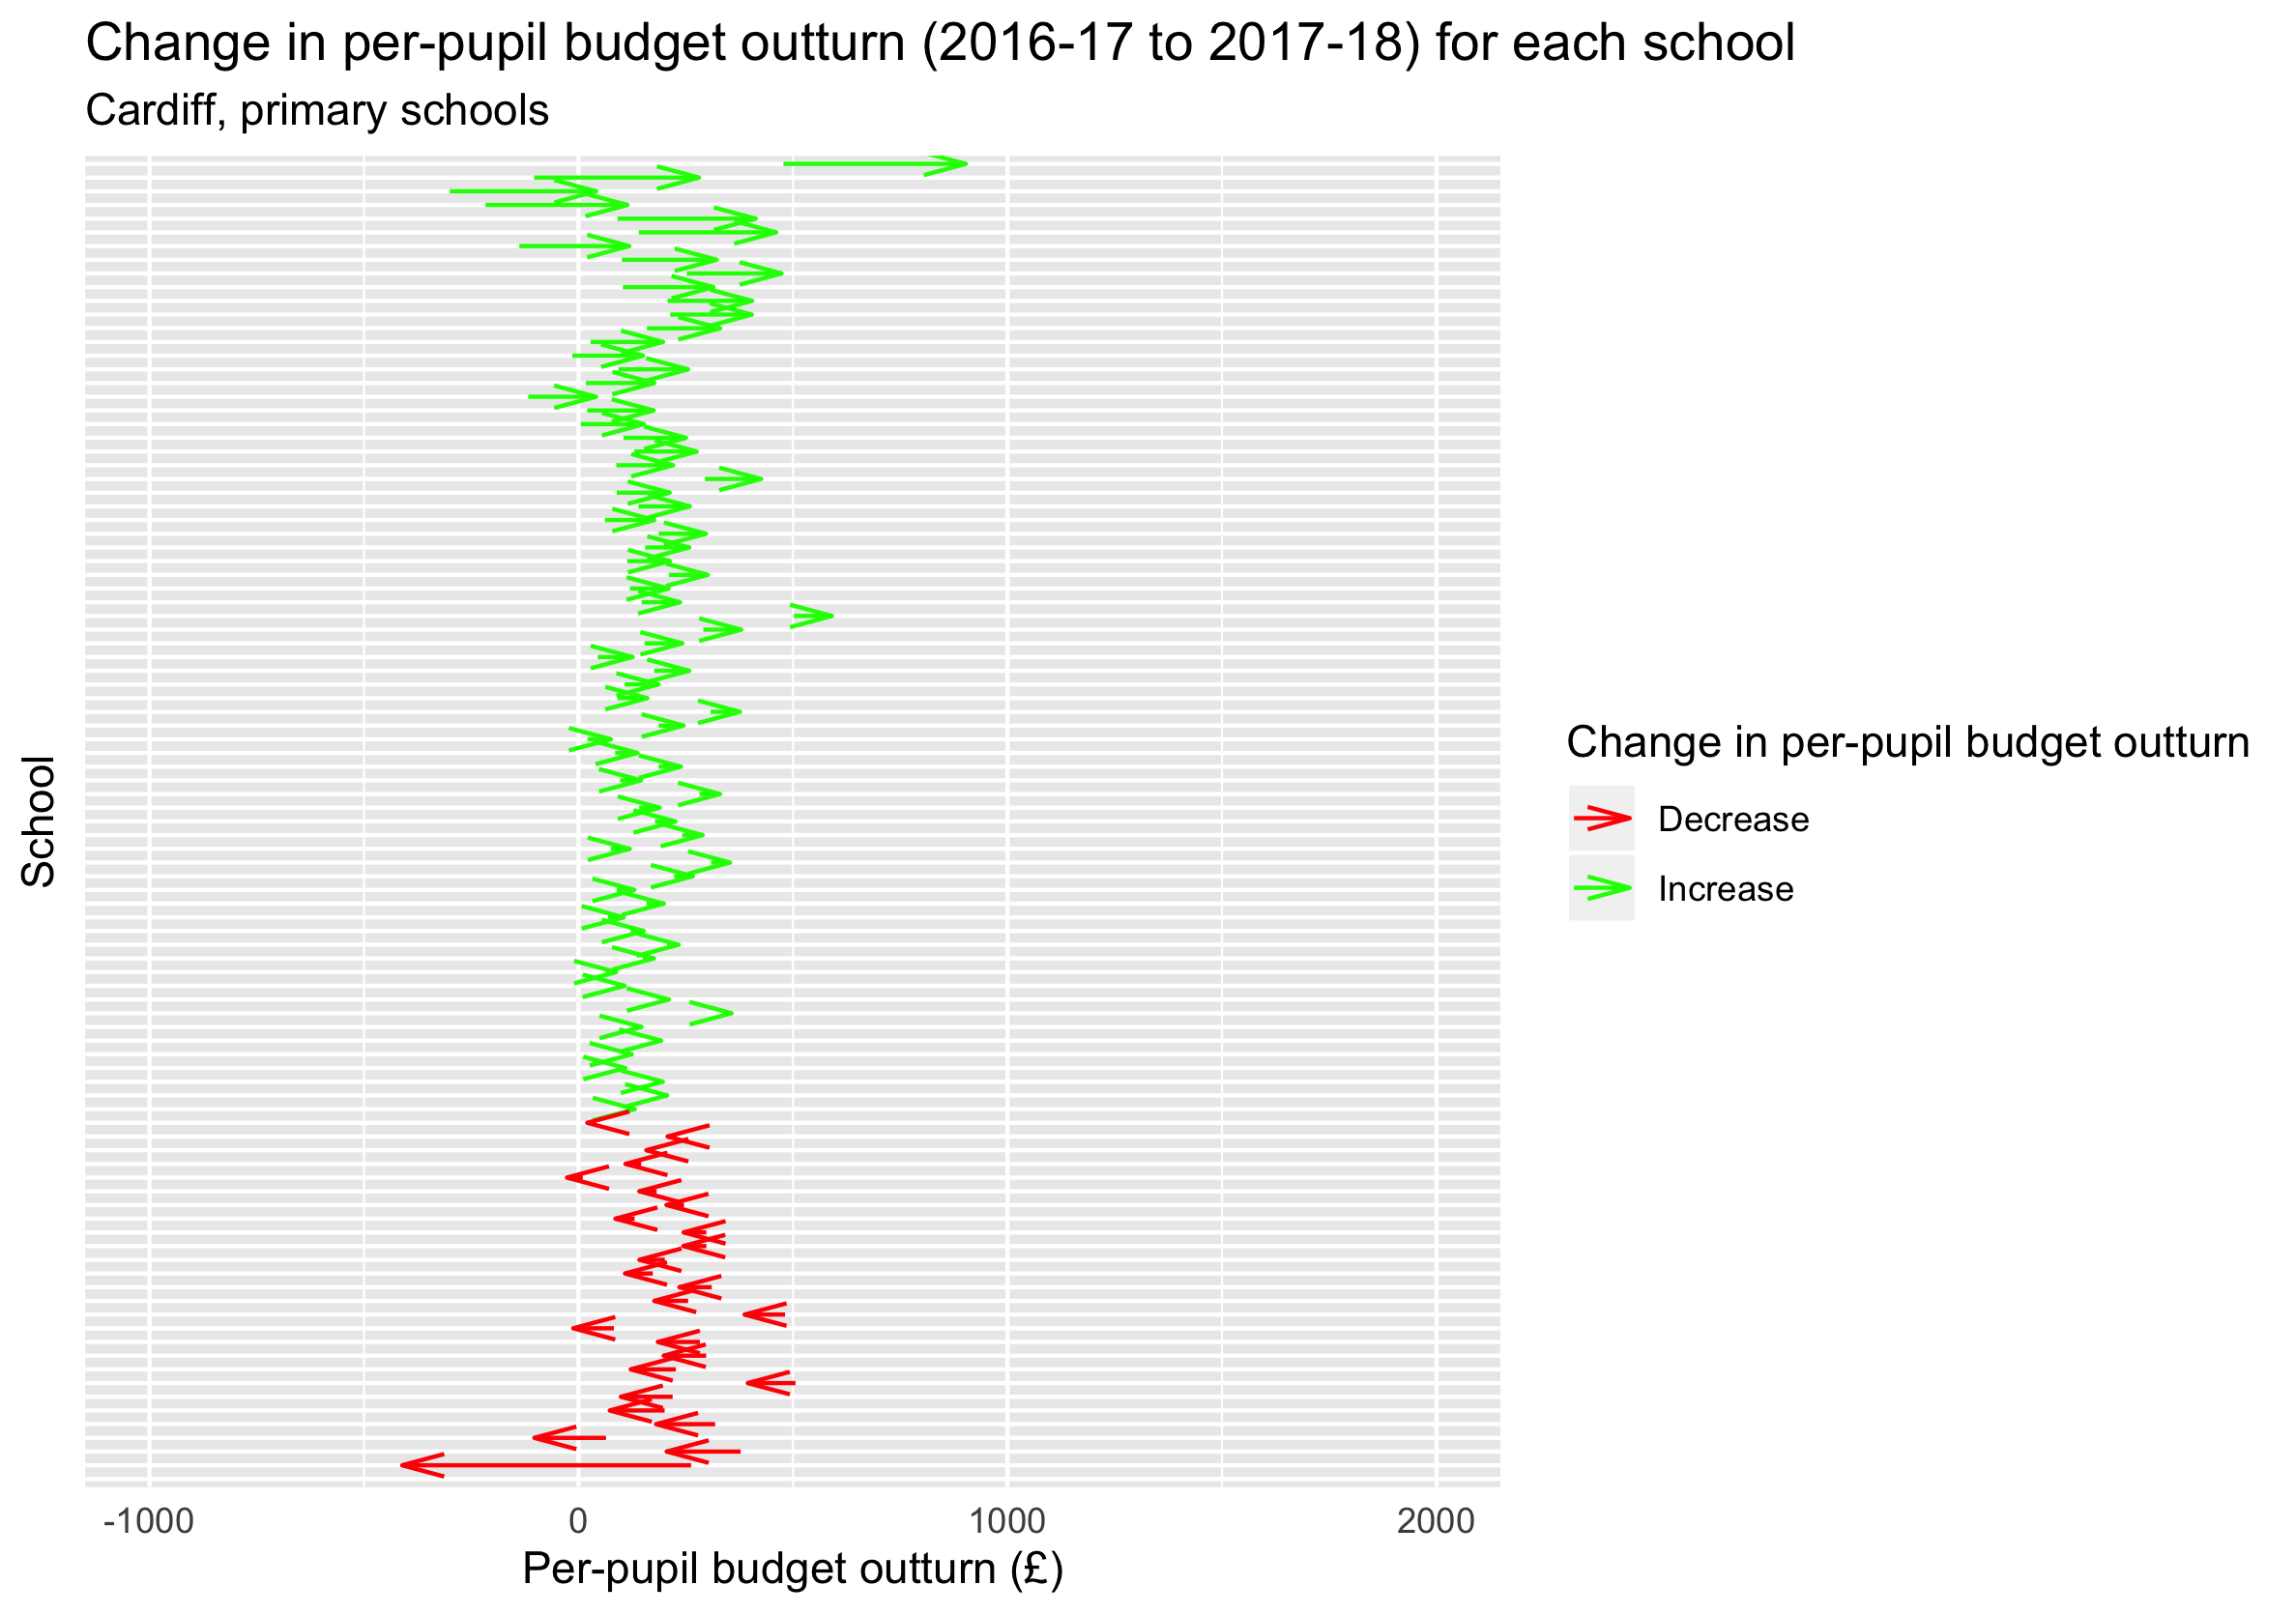 Change in per-pupil budget outturn (2016-17 to 2017-18) for each school
Cardiff, primary schools
School
Change in per-pupil budget outturn
Decrease
Increase
-1000 0 1000 2000
Per-pupil budget outturn (£)